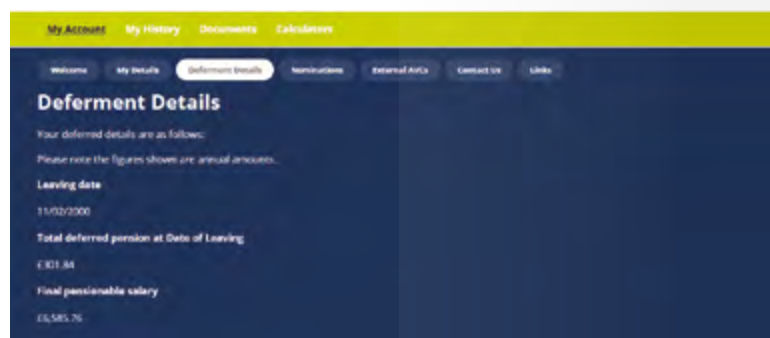 My Account My History Documents Calculators
Welcome My Details Deferment Details Nominations External AVCs Contact Us Links
Deferment Details
Your deferred details are as follows:
Please note the figures shown are annual amounts.
Leaving date
11/02/2000
Total deferred pension at Date of Leaving
£301.84
Final pensionable salary
£6,585.76